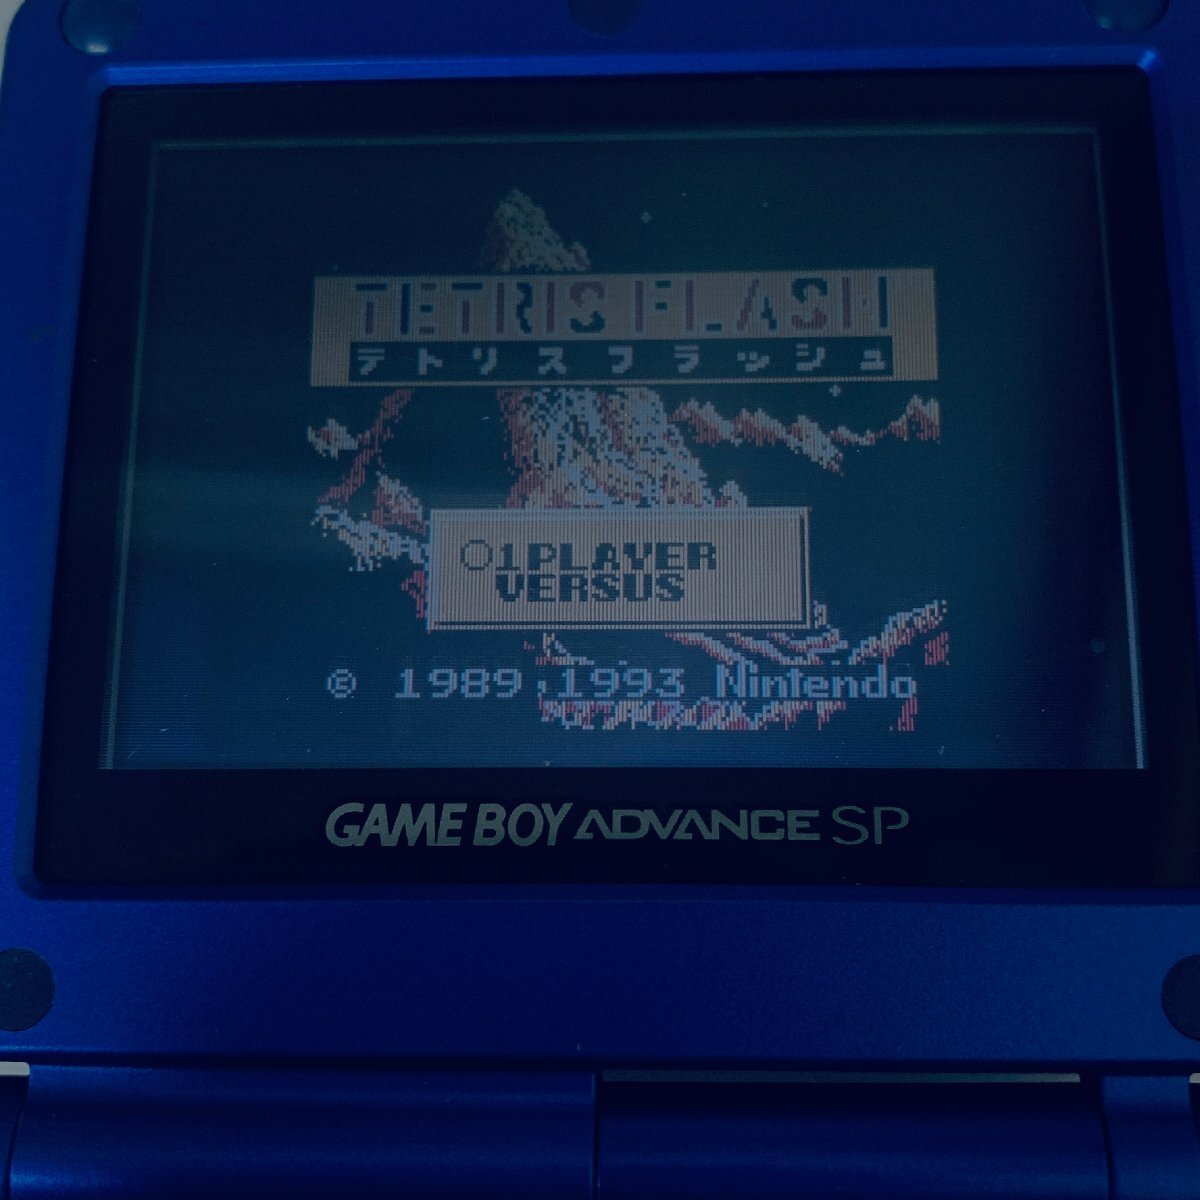 TETRIS FLASH
テトリスフラッシュ
1PLAYER
VERSUS
© 1989,1993 Nintendo
GAME BOY ADVANCE SP